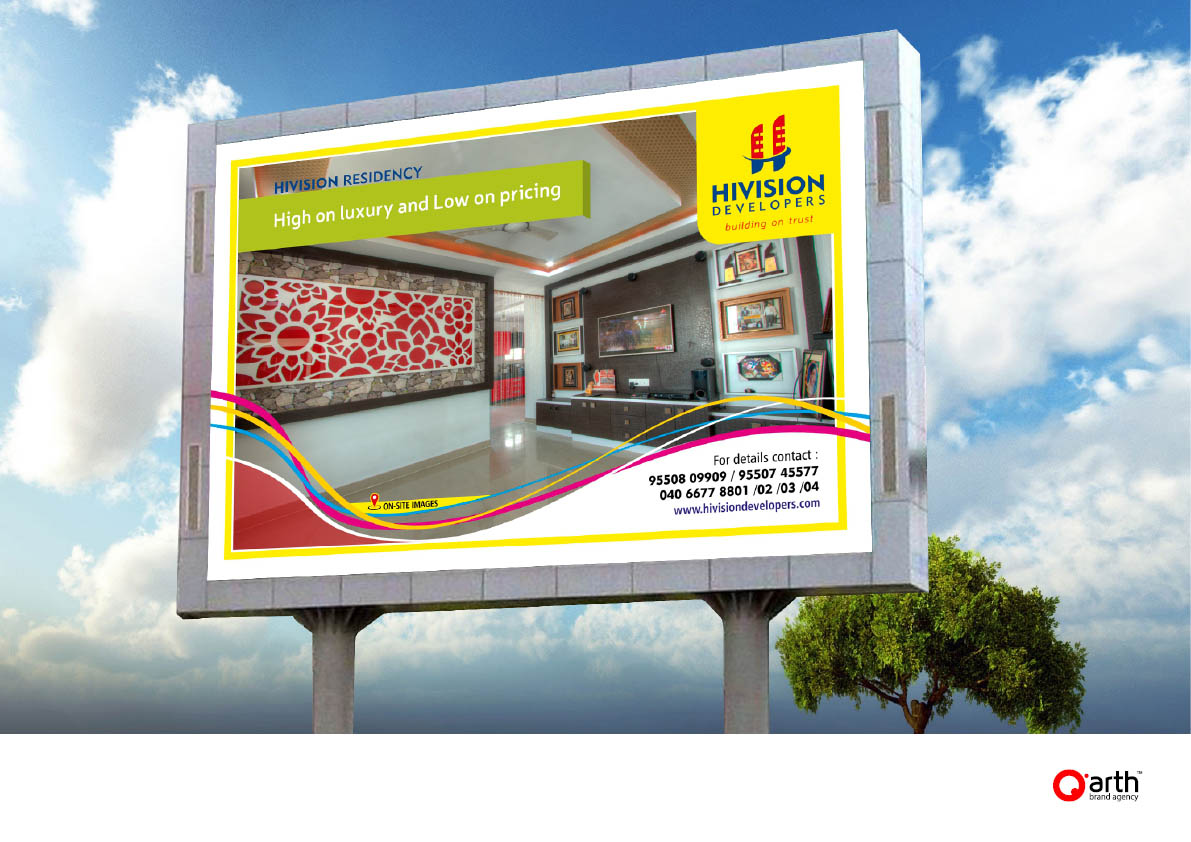 HIVISION RESIDENCY
High on luxury and Low on pricing
HIVISION
DEVELOPERS
building on trust
ON-SITE IMAGES
For details contact :
95508 09909 / 95507 45577
040 6677 8801 /02 /03 /04
www.hivisiondevelopers.com
arth™
brand agency